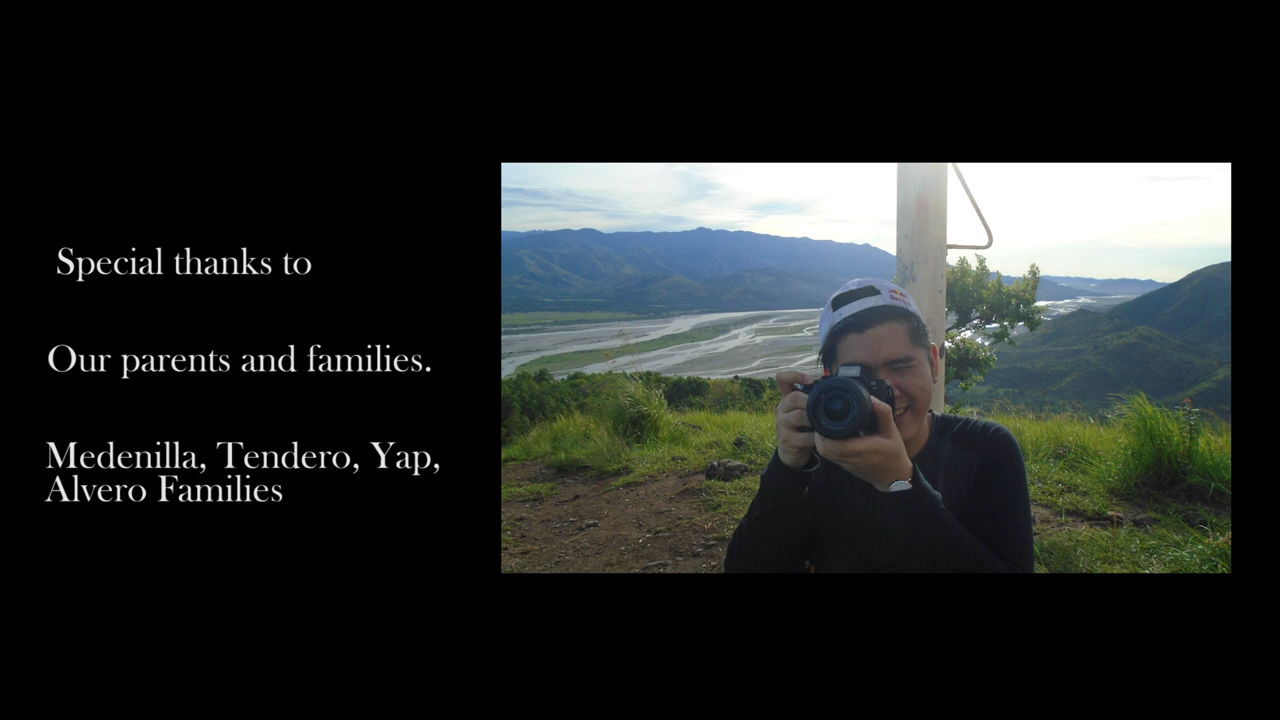 Special thanks to
Our parents and families.
Medenilla, Tendero, Yap,
Alvero Families